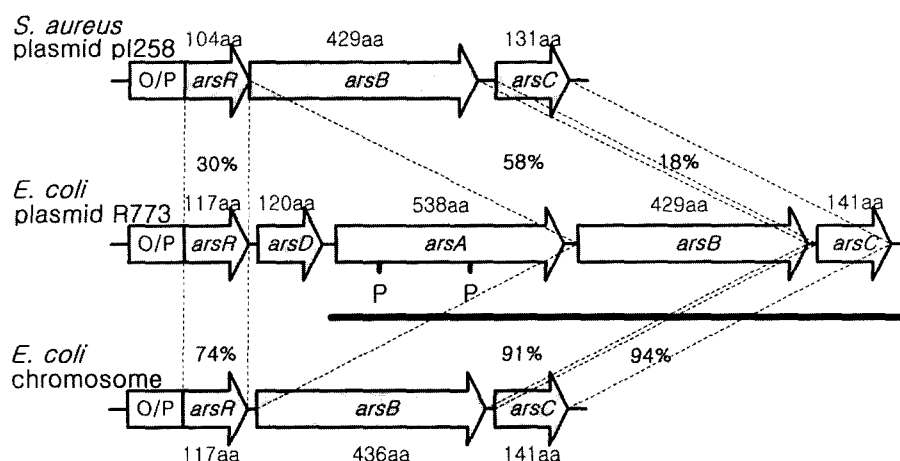 S. aureus
plasmid pI258
104aa 429aa 131aa
O/P arsR arsB arsC
30% 58% 18%
E. coli
plasmid R773
117aa 120aa 538aa 429aa 141aa
O/P arsR arsD arsA arsB arsC
P P
74% 91% 94%
E. coli
chromosome
O/P arsR arsB arsC
117aa 436aa 141aa